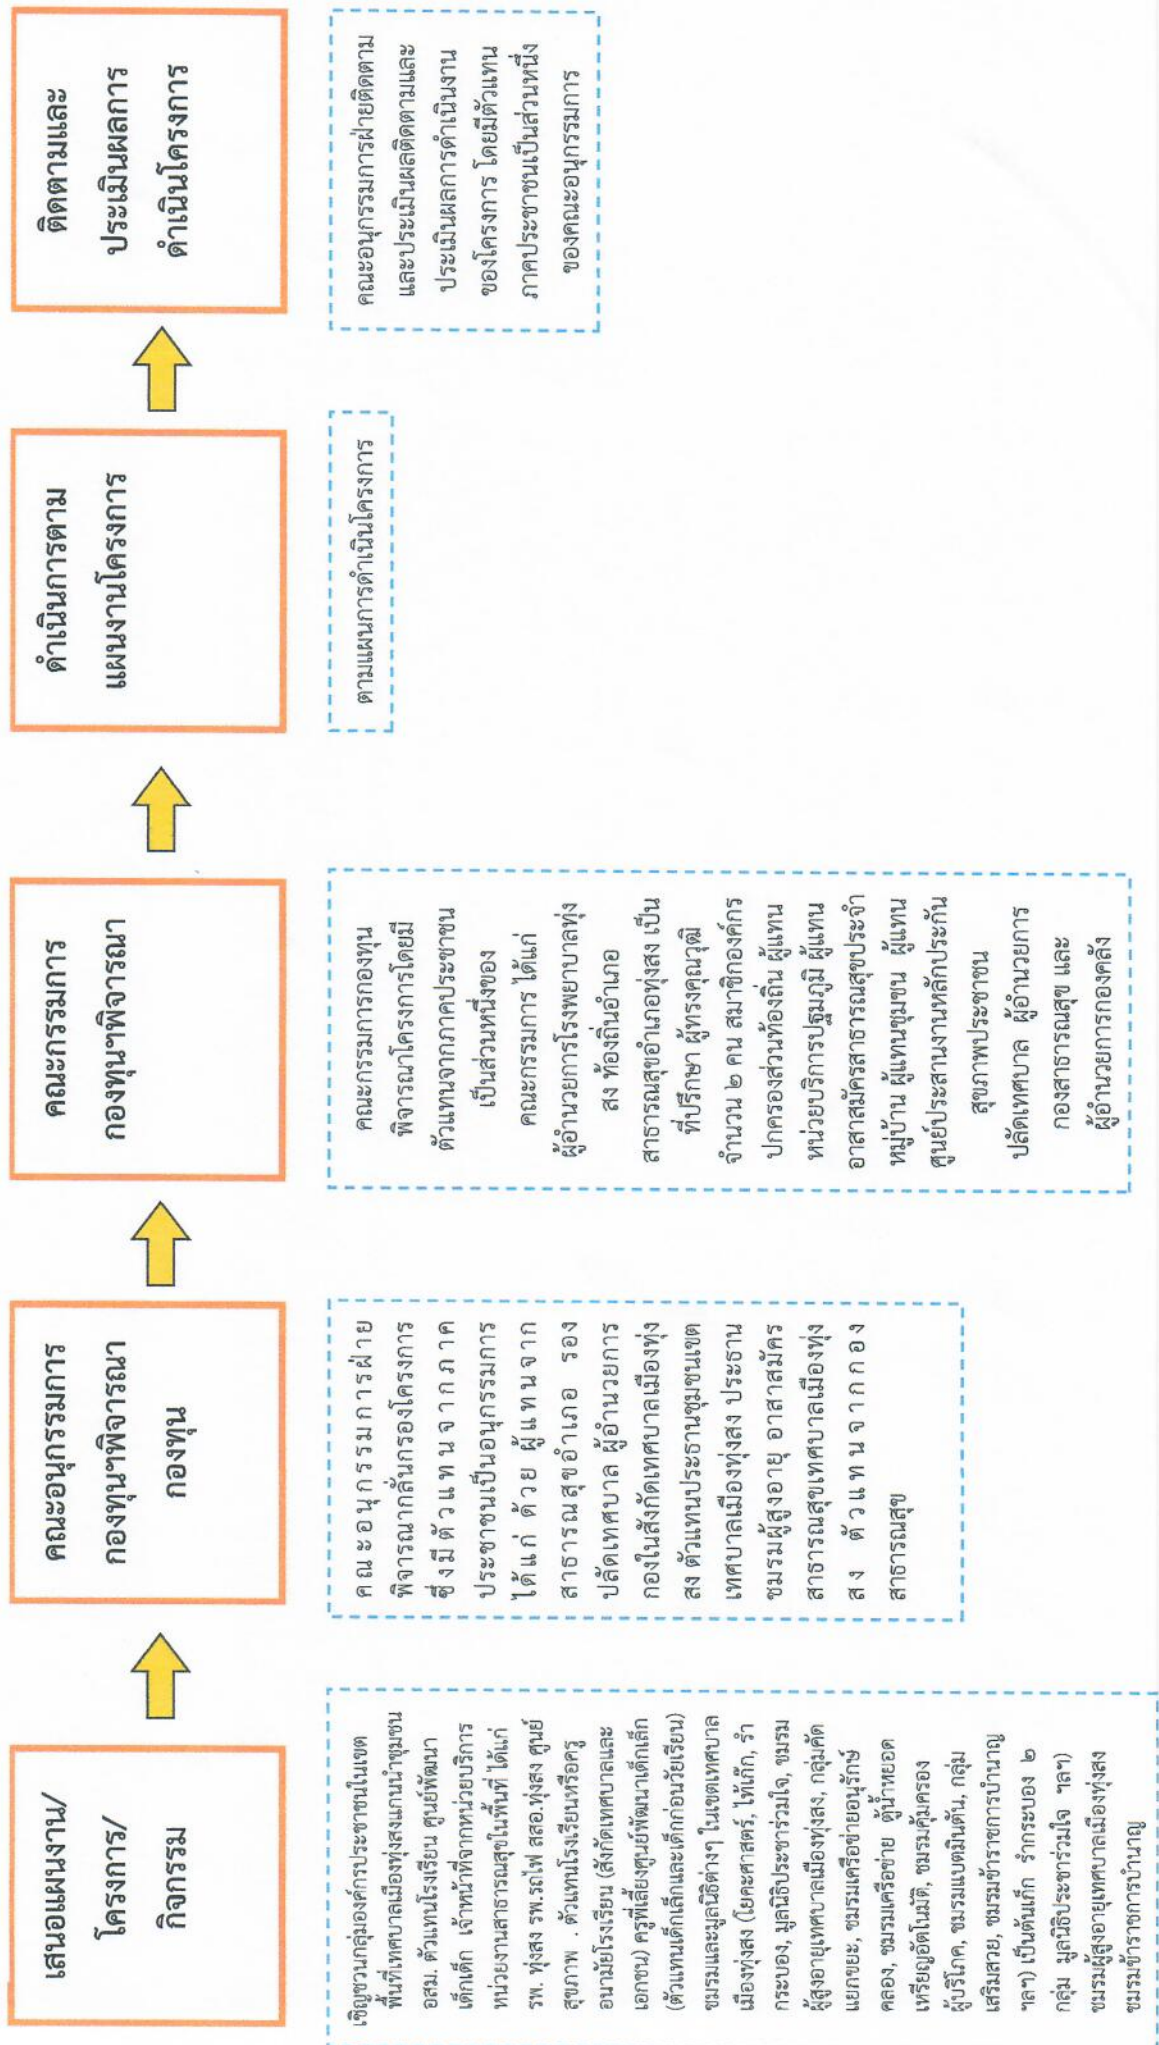 เสนอแผนงาน/
โครงการ/
กิจกรรม
เชิญชวนกลุ่มองค์กรประชาชนในเขต
พื้นที่เทศบาลเมืองทุ่งสงแกนนำชุมชน
อสม. ตัวแทนโรงเรียน ศูนย์พัฒนา
เด็กเด็ก เจ้าหน้าที่จากหน่วยบริการ
หน่วยงานสาธารณสุขในพื้นที่ ได้แก่
รพ. ทุ่งสง รพ.รถไฟ สสอ.ทุ่งสง ศูนย์
สุขภาพ . ตัวแทนโรงเรียนหรือครู
อนามัยโรงเรียน (สังกัดเทศบาลและ
เอกชน) ครูพี่เลี้ยงศูนย์พัฒนาเด็กเล็ก
(ตัวแทนเด็กเล็กและเด็กก่อนวัยเรียน)
ชมรมและมูลนิธิต่างๆ ในเขตเทศบาล
เมืองทุ่งสง (โยคะศาสตร์, ไท้เก๊ก, รำ
กระบอง, มูลนิธิประชาร่วมใจ, ชมรม
ผู้สูงอายุเทศบาลเมืองทุ่งสง, กลุ่มคัด
แยกขยะ, ชมรมเครือข่ายอนุรักษ์
คลอง, ชมรมเครือข่าย ตู้น้ำหยอด
เหรียญอัตโนมัติ, ชมรมคุ้มครอง
ผู้บริโภค, ชมรมแบดมินตัน, กลุ่ม
เสริมสวย, ชมรมข้าราชการบำนาญ
ฯลฯ) เป็นต้นเก็ก รำกระบอง ๒
กลุ่ม มูลนิธิประชาร่วมใจ ฯลฯ)
ชมรมผู้สูงอายุเทศบาลเมืองทุ่งสง
ชมรมข้าราชการบำนาญ
คณะอนุกรรมการ
กองทุนฯพิจารณา
กองทุน
คณะอนุกรรมการฝ่าย
พิจารณากลั่นกรองโครงการ
ซึ่งมีตัวแทนจากภาค
ประชาชนเป็นอนุกรรมการ
ได้แก่ ด้วย ผู้แทนจาก
สาธารณสุขอำเภอ รอง
ปลัดเทศบาล ผู้อำนวยการ
กองในสังกัดเทศบาลเมืองทุ่ง
สง ตัวแทนประธานชุมชนเขต
เทศบาลเมืองทุ่งสง ประธาน
ชมรมผู้สูงอายุ อาสาสมัคร
สาธารณสุขเทศบาลเมืองทุ่ง
สง ตัวแทนจากกอง
สาธารณสุข
คณะกรรมการ
กองทุนฯพิจารณา
คณะกรรมการกองทุน
พิจารณาโครงการโดยมี
ตัวแทนจากภาคประชาชน
เป็นส่วนหนึ่งของ
คณะกรรมการ ได้แก่
ผู้อำนวยการโรงพยาบาลทุ่ง
สง ท้องถิ่นอำเภอ
สาธารณสุขอำเภอทุ่งสง เป็น
ที่ปรึกษา ผู้ทรงคุณวุฒิ
จำนวน ๒ คน สมาชิกองค์กร
ปกครองส่วนท้องถิ่น ผู้แทน
หน่วยบริการปฐมภูมิ ผู้แทน
อาสาสมัครสาธารณสุขประจำ
หมู่บ้าน ผู้แทนชุมชน ผู้แทน
ศูนย์ประสานงานหลักประกัน
สุขภาพประชาชน
ปลัดเทศบาล ผู้อำนวยการ
กองสาธารณสุข และ
ผู้อำนวยการกองคลัง
ดำเนินการตาม
แผนงานโครงการ
ตามแผนการดำเนินโครงการ
ติดตามและ
ประเมินผลการ
ดำเนินโครงการ
คณะอนุกรรมการฝ่ายติดตาม
และประเมินผลติดตามและ
ประเมินผลการดำเนินงาน
ของโครงการ โดยมีตัวแทน
ภาคประชาชนเป็นส่วนหนึ่ง
ของคณะอนุกรรมการ